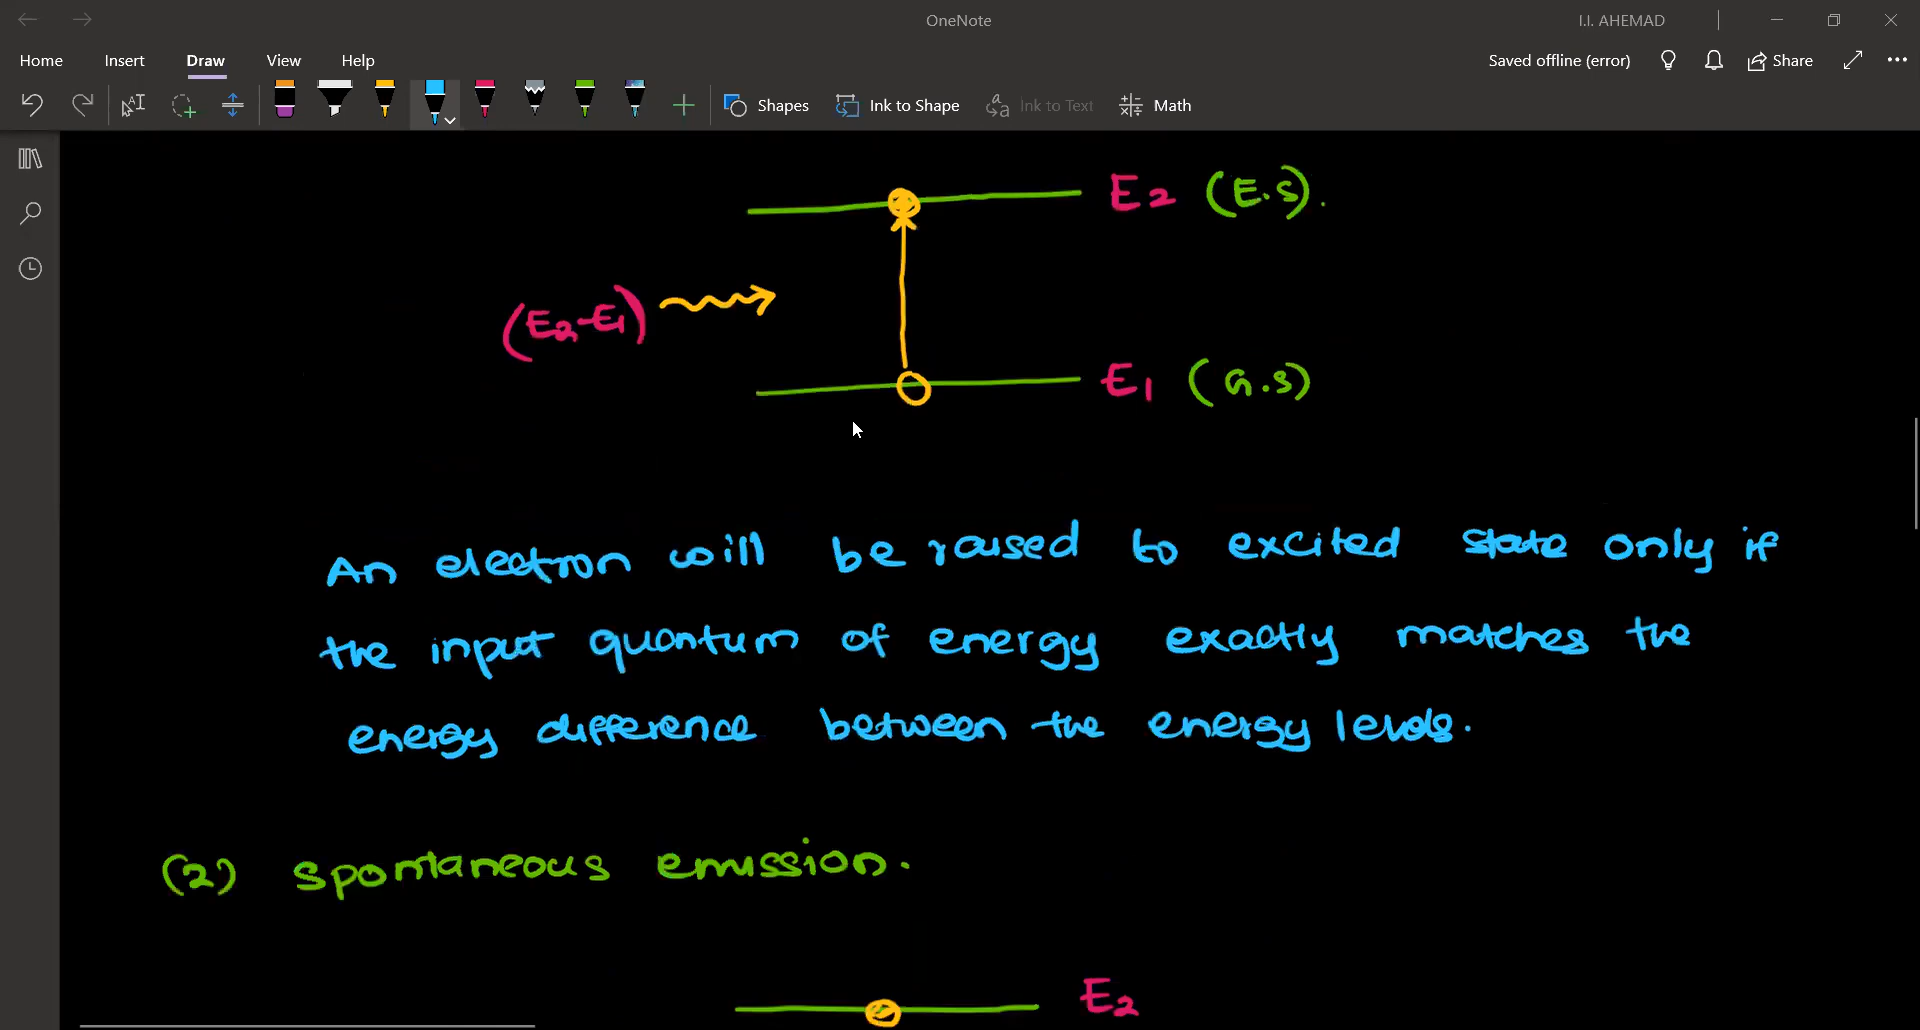 OneNote
I.I. AHEMAD
Home Insert Draw View Help
Saved offline (error) Share
Shapes Ink to Shape Ink to Text Math
E2 (E.S).
(E2-E1)
E1 (G.S)
An electron will be raised to excited state only if
the input quantum of energy exactly matches the
energy difference between the energy levels.
(2) spontaneous emission.
E2